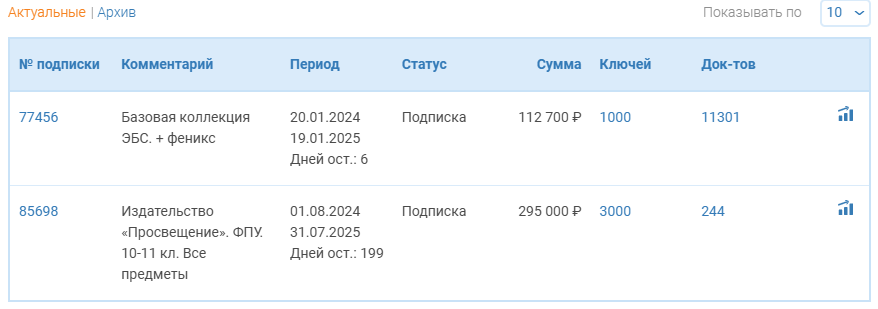 Актуальные | Архив
Показывать по 10
№ подписки Комментарий Период Статус Сумма Ключей Док-тов
77456 Базовая коллекция 20.01.2024 Подписка 112 700 ₽ 1000 11301
ЭБС. + феникс 19.01.2025
Дней ост.: 6
85698 Издательство 01.08.2024 Подписка 295 000 ₽ 3000 244
«Просвещение». ФПУ. 31.07.2025
10-11 кл. Все Дней ост.: 199
предметы